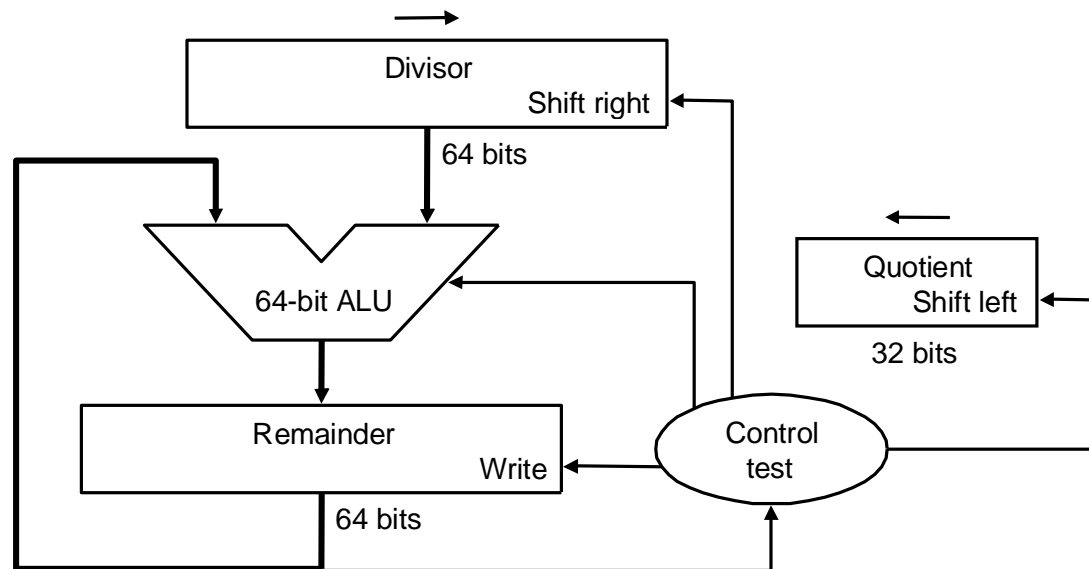 Divisor
Shift right
64 bits
64-bit ALU
Quotient
Shift left
32 bits
Remainder
Write
64 bits
Control
test